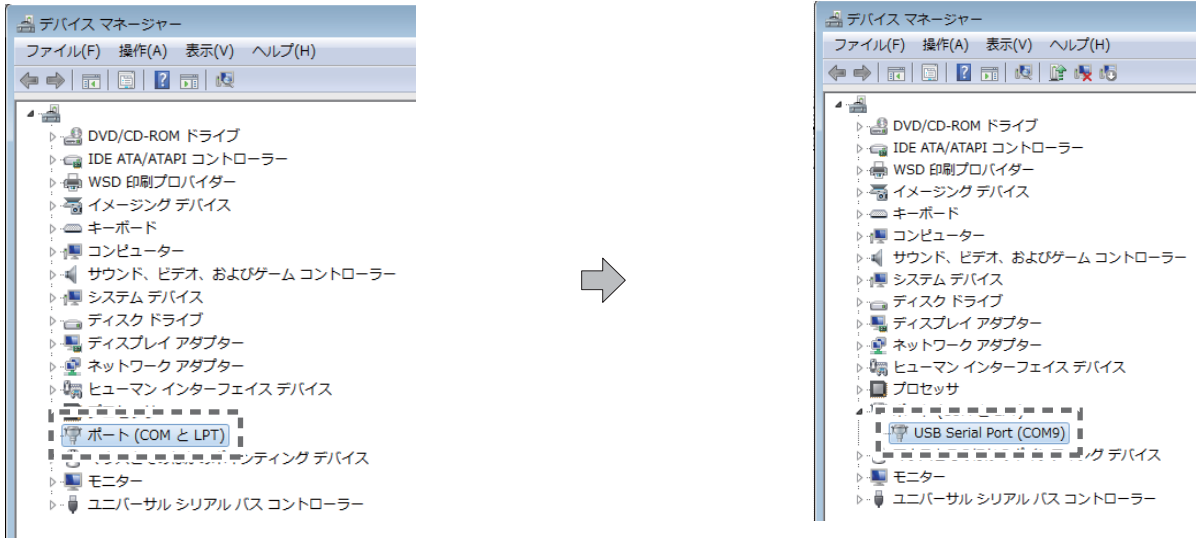 デバイス マネージャー
ファイル(F) 操作(A) 表示(V) ヘルプ(H)
DVD/CD-ROM ドライブ
IDE ATA/ATAPI コントローラー
WSD 印刷プロバイダー
イメージング デバイス
キーボード
コンピューター
サウンド、ビデオ、およびゲーム コントローラー
システム デバイス
ディスク ドライブ
ディスプレイ アダプター
ネットワーク アダプター
ヒューマン インターフェイス デバイス
ポート (COM と LPT)
デバイス
モニター
ユニバーサル シリアル バス コントローラー
デバイス マネージャー
ファイル(F) 操作(A) 表示(V) ヘルプ(H)
DVD/CD-ROM ドライブ
IDE ATA/ATAPI コントローラー
WSD 印刷プロバイダー
イメージング デバイス
キーボード
コンピューター
サウンド、ビデオ、およびゲーム コントローラー
システム デバイス
ディスク ドライブ
ディスプレイ アダプター
ネットワーク アダプター
ヒューマン インターフェイス デバイス
プロセッサ
USB Serial Port (COM9)
デバイス
モニター
ユニバーサル シリアル バス コントローラー